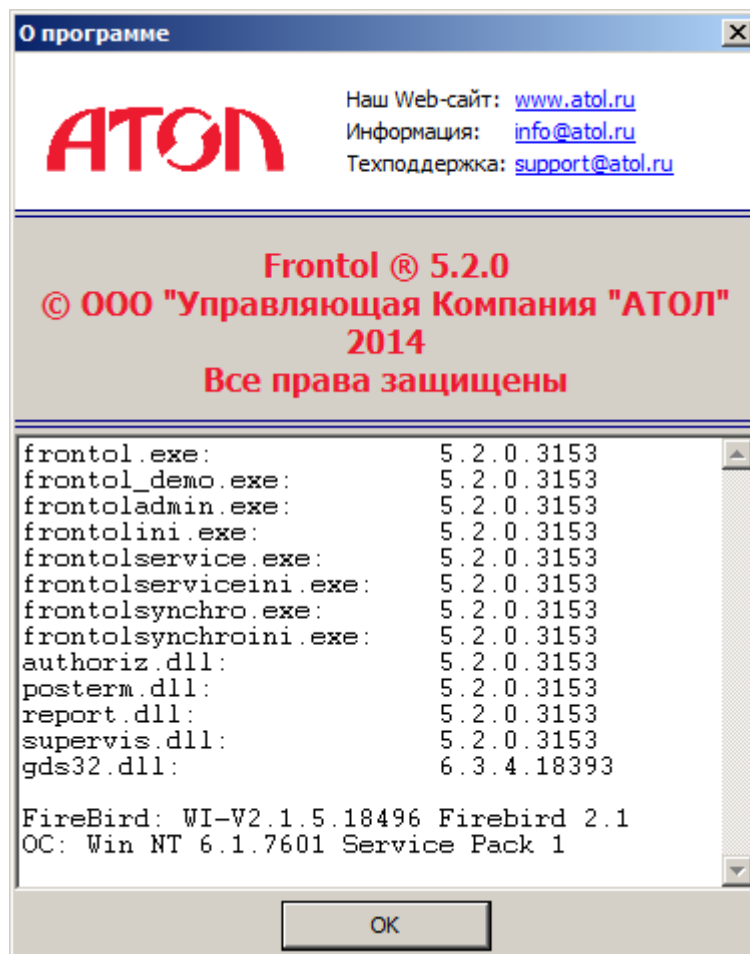 О программе
АТОЛ
Наш Web-сайт: www.atol.ru
Информация: info@atol.ru
Техподдержка: support@atol.ru
Frontol ® 5.2.0
© ООО "Управляющая Компания "АТОЛ"
2014
Все права защищены
frontol.exe: 5.2.0.3153
frontol_demo.exe: 5.2.0.3153
frontoladmin.exe: 5.2.0.3153
frontolini.exe: 5.2.0.3153
frontolservice.exe: 5.2.0.3153
frontolserviceini.exe: 5.2.0.3153
frontolsynchro.exe: 5.2.0.3153
frontolsynchroini.exe: 5.2.0.3153
authoriz.dll: 5.2.0.3153
posterm.dll: 5.2.0.3153
report.dll: 5.2.0.3153
supervis.dll: 5.2.0.3153
gds32.dll: 6.3.4.18393
FireBird: WI-V2.1.5.18496 Firebird 2.1
ОС: Win NT 6.1.7601 Service Pack 1
OK